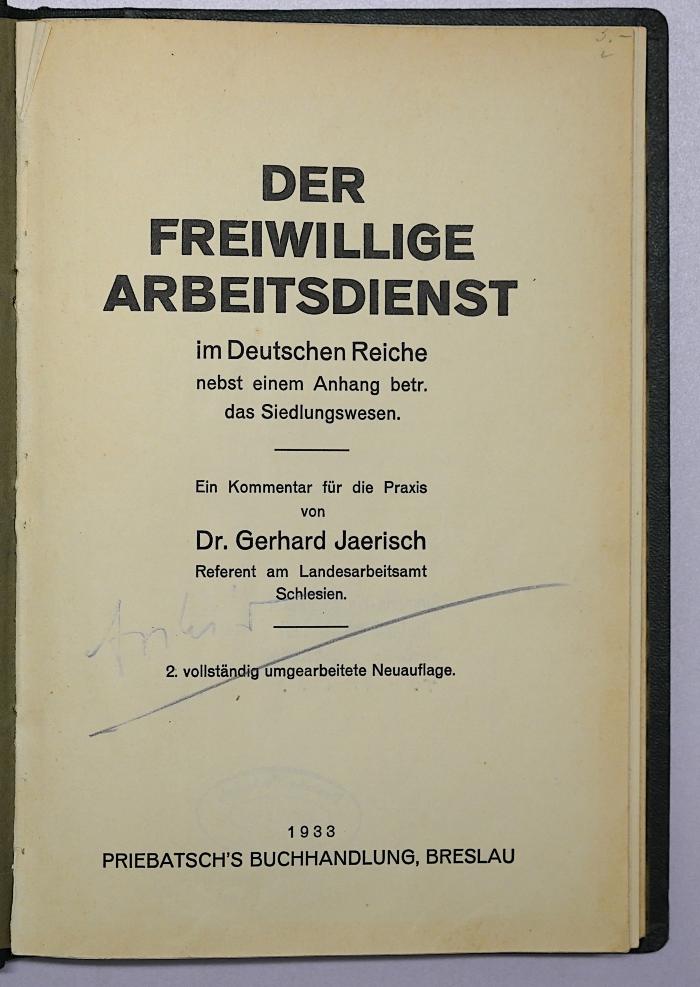 5.-
DER
FREIWILLIGE
ARBEITSDIENST
im Deutschen Reiche
nebst einem Anhang betr.
das Siedlungswesen.
Ein Kommentar für die Praxis
von
Dr. Gerhard Jaerisch
Referent am Landesarbeitsamt
Schlesien.
2. vollständig umgearbeitete Neuauflage.
1933
PRIEBATSCH'S BUCHHANDLUNG, BRESLAU